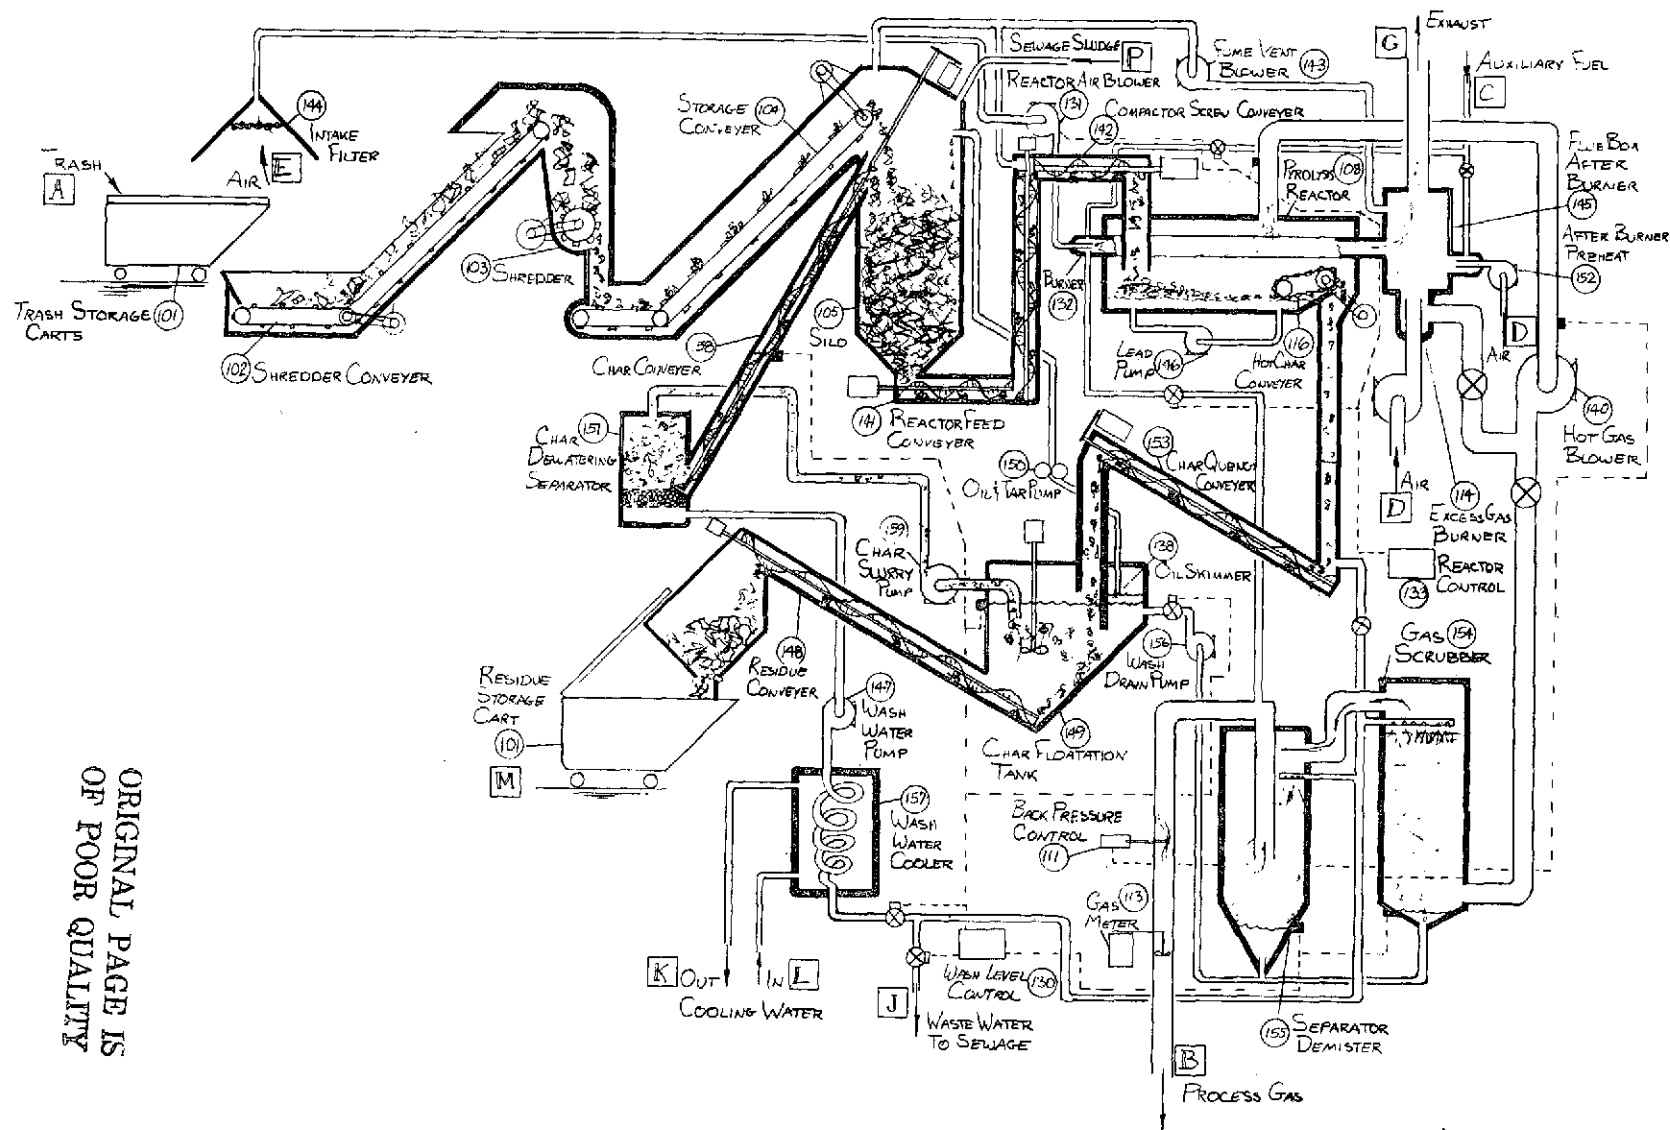 EXHAUST
G
SEWAGE SLUDGE
P
FUME VENT
BLOWER 143
AUXILIARY FUEL
C
REACTOR AIR BLOWER
131
COMPACTOR SCREW CONVEYER
142
144
INTAKE
FILTER
STORAGE 104
CONVEYER
TRASH
A
AIR
E
PYROLYSIS 108
REACTOR
FLUE BOX
AFTER
BURNER
145
AFTER BURNER
PREHEAT
152
103 SHREDDER
BURNER
132
TRASH STORAGE 101
CARTS
105
SILO
D
AIR
102 SHREDDER CONVEYER
CHAR CONVEYER
LEAD
PUMP 146
116
HOT CHAR
CONVEYER
140
HOT GAS
BLOWER
141 REACTOR FEED
CONVEYER
CHAR 151
DEWATERING
SEPARATOR
150
OIL & TAR PUMP
153
CHAR QUENCH
CONVEYER
AIR
D
114
EXCESS GAS
BURNER
159
CHAR
SLURRY
PUMP
138
OIL SKIMMER
REACTOR
CONTROL
133
156
WASH
DRAIN PUMP
GAS 154
SCRUBBER
148
RESIDUE
CONVEYER
RESIDUE
STORAGE
CART
101
M
147
WASH
WATER
PUMP
149
CHAR FLOATATION
TANK
157
WASH
WATER
COOLER
BACK PRESSURE
CONTROL
111
GAS 113
METER
K OUT
IN L
COOLING WATER
WASH LEVEL
CONTROL 130
J
WASTE WATER
TO SEWAGE
155 SEPARATOR
DEMISTER
B
PROCESS GAS
ORIGINAL PAGE IS
OF POOR QUALITY